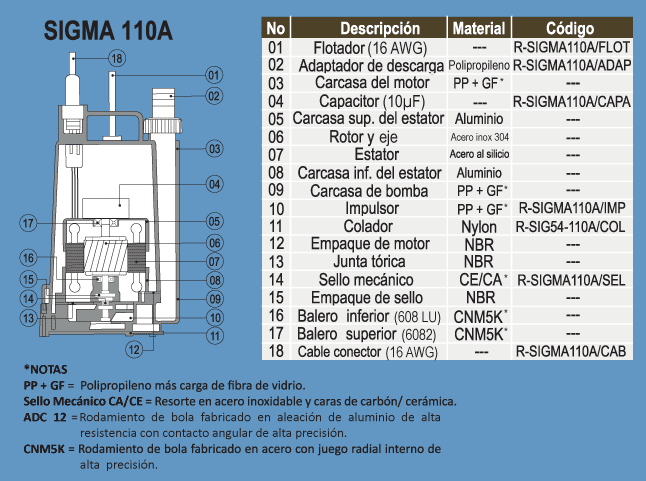 SIGMA 110A
18
01
02
03
04
17
05
06
16
07
15
08
14
09
13
10
11
12
No Descripción Material Código
01 Flotador (16 AWG) --- R-SIGMA110A/FLOT
02 Adaptador de descarga Polipropileno R-SIGMA110A/ADAP
03 Carcasa del motor PP + GF* ---
04 Capacitor (10µF) --- R-SIGMA110A/CAPA
05 Carcasa sup. del estator Aluminio ---
06 Rotor y eje Acero inox 304 ---
07 Estator Acero al silicio ---
08 Carcasa inf. del estator Aluminio ---
09 Carcasa de bomba PP + GF* ---
10 Impulsor PP + GF* R-SIGMA110A/IMP
11 Colador Nylon R-SIG54-110A/COL
12 Empaque de motor NBR ---
13 Junta tórica NBR ---
14 Sello mecánico CE/CA* R-SIGMA110A/SEL
15 Empaque de sello NBR ---
16 Balero inferior (608 LU) CNM5K* ---
17 Balero superior (6082) CNM5K* ---
18 Cable conector (16 AWG) --- R-SIGMA110A/CAB
*NOTAS
PP + GF = Polipropileno más carga de fibra de vidrio.
Sello Mecánico CA/CE = Resorte en acero inoxidable y caras de carbón/ cerámica.
ADC 12 = Rodamiento de bola fabricado en aleación de aluminio de alta
resistencia con contacto angular de alta precisión.
CNM5K = Rodamiento de bola fabricado en acero con juego radial interno de
alta precisión.